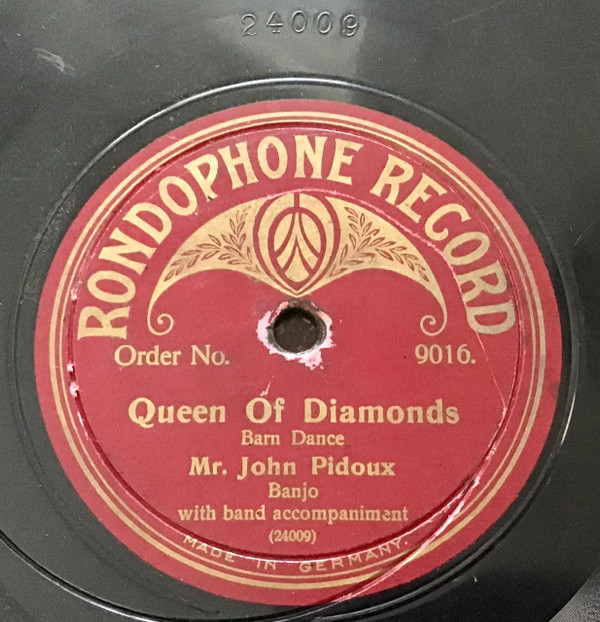 24009
RONDOPHONE RECORD
Order No. 9016.
Queen Of Diamonds
Barn Dance
Mr. John Pidoux
Banjo
with band accompaniment
(24009)
MADE IN GERMANY.